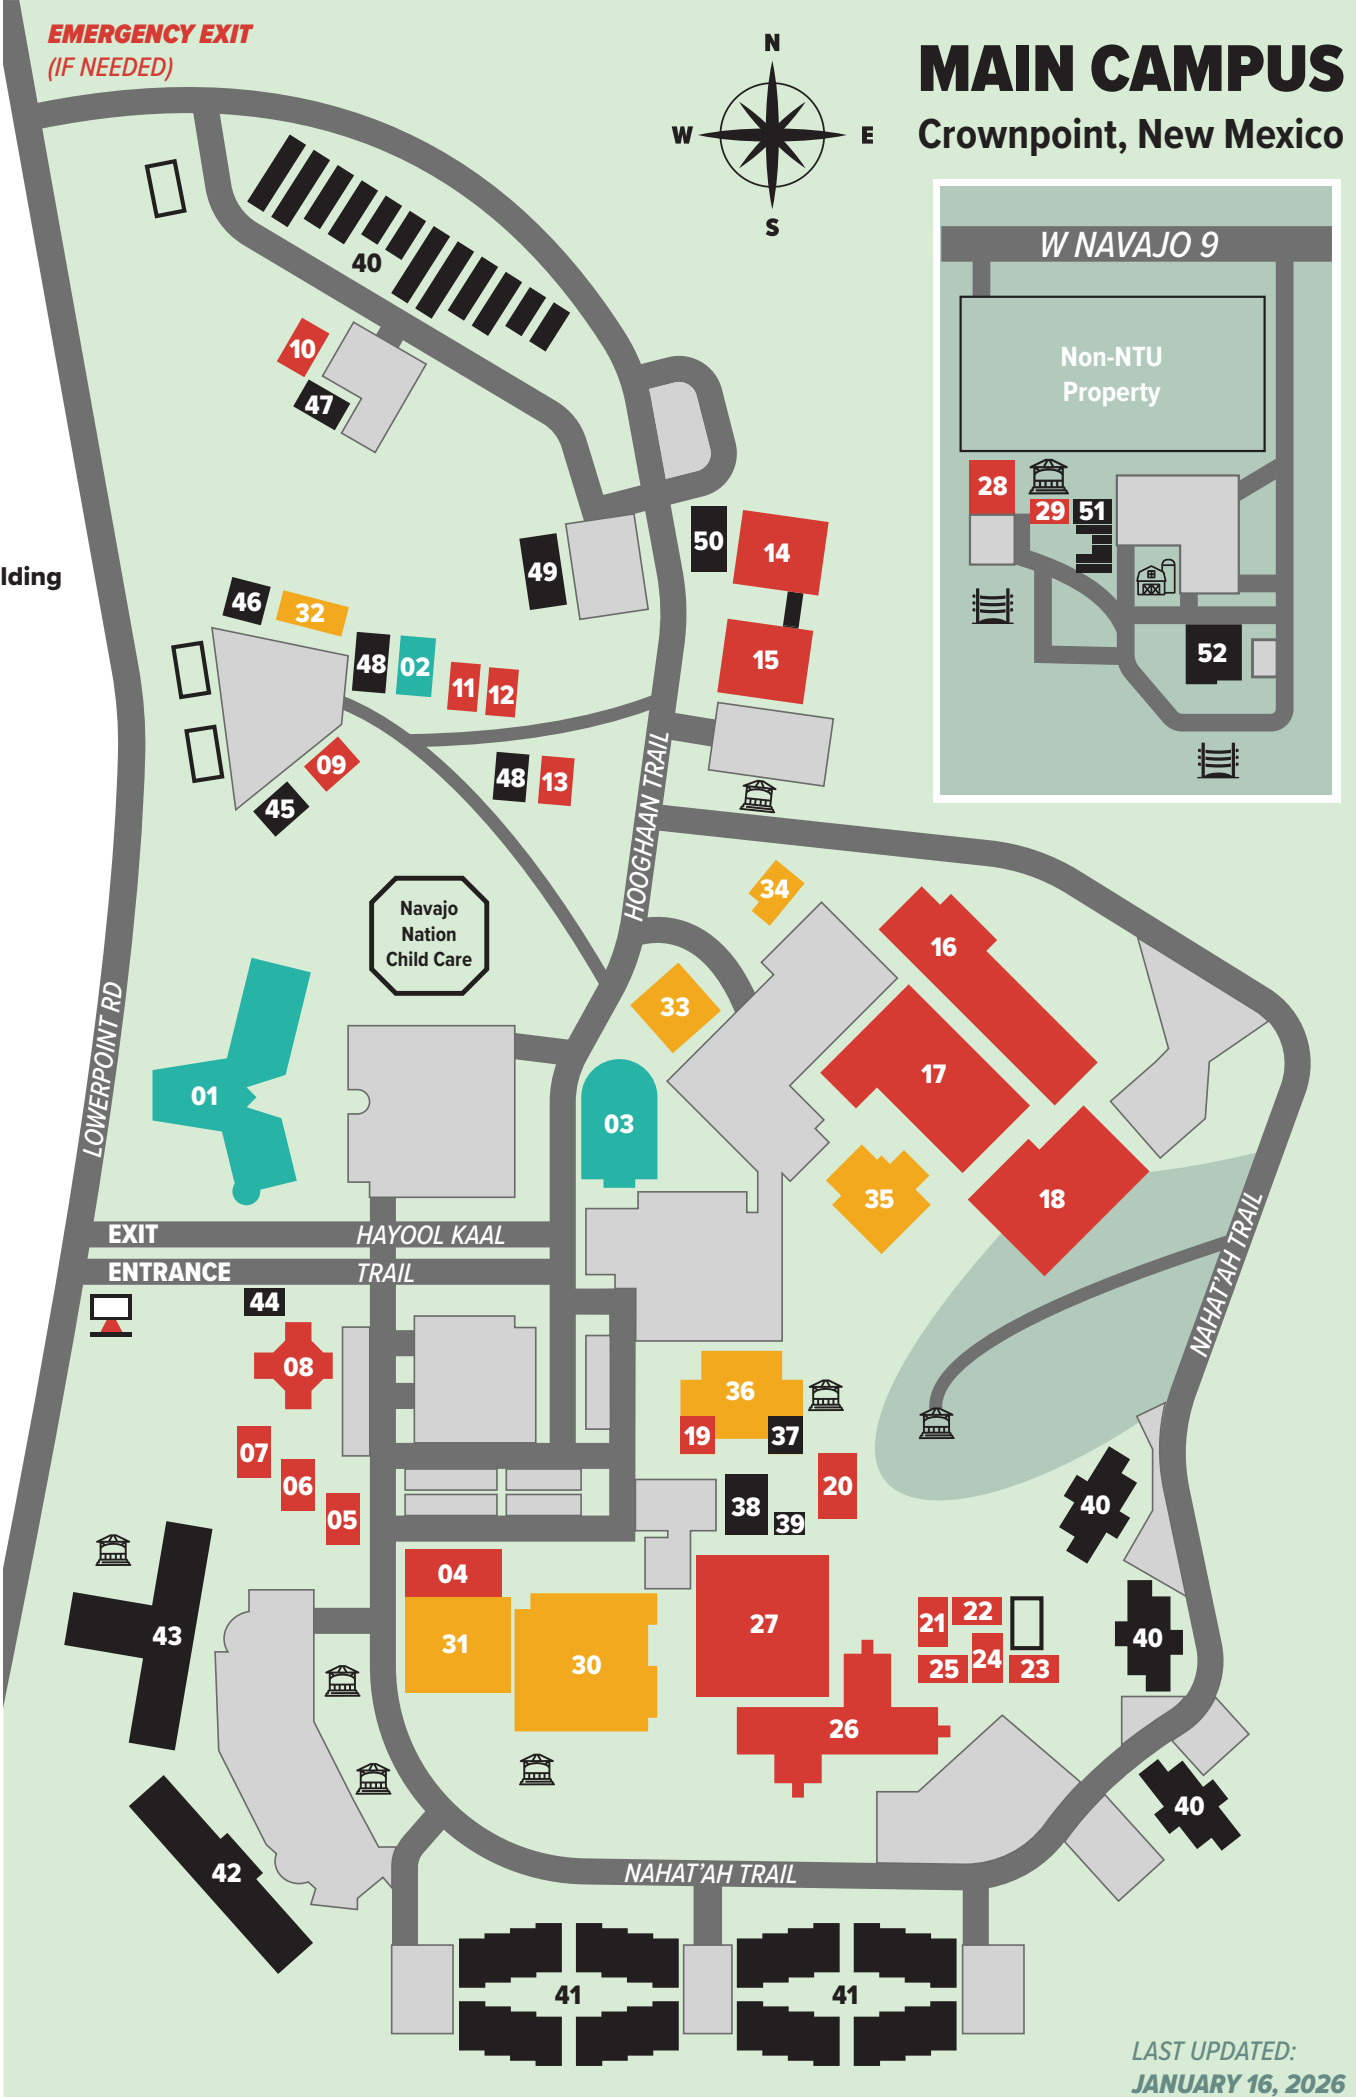 EMERGENCY EXIT
(IF NEEDED)
N
W
E
S
MAIN CAMPUS
Crownpoint, New Mexico
W NAVAJO 9
Non-NTU
Property
28
29
51
52
40
10
47
50
14
49
lding
46
32
48
02
11
12
15
09
45
48
13
HOOGHAAN TRAIL
34
Navajo
Nation
Child Care
16
33
17
LOWERPOINT RD
01
03
35
18
EXIT
HAYOOL KAAL
ENTRANCE
TRAIL
NAHAT'AH TRAIL
44
08
36
19
37
07
06
05
20
38
39
40
04
43
31
30
27
21
22
24
25
23
40
26
40
42
NAHAT'AH TRAIL
41
41
LAST UPDATED:
JANUARY 16, 2026